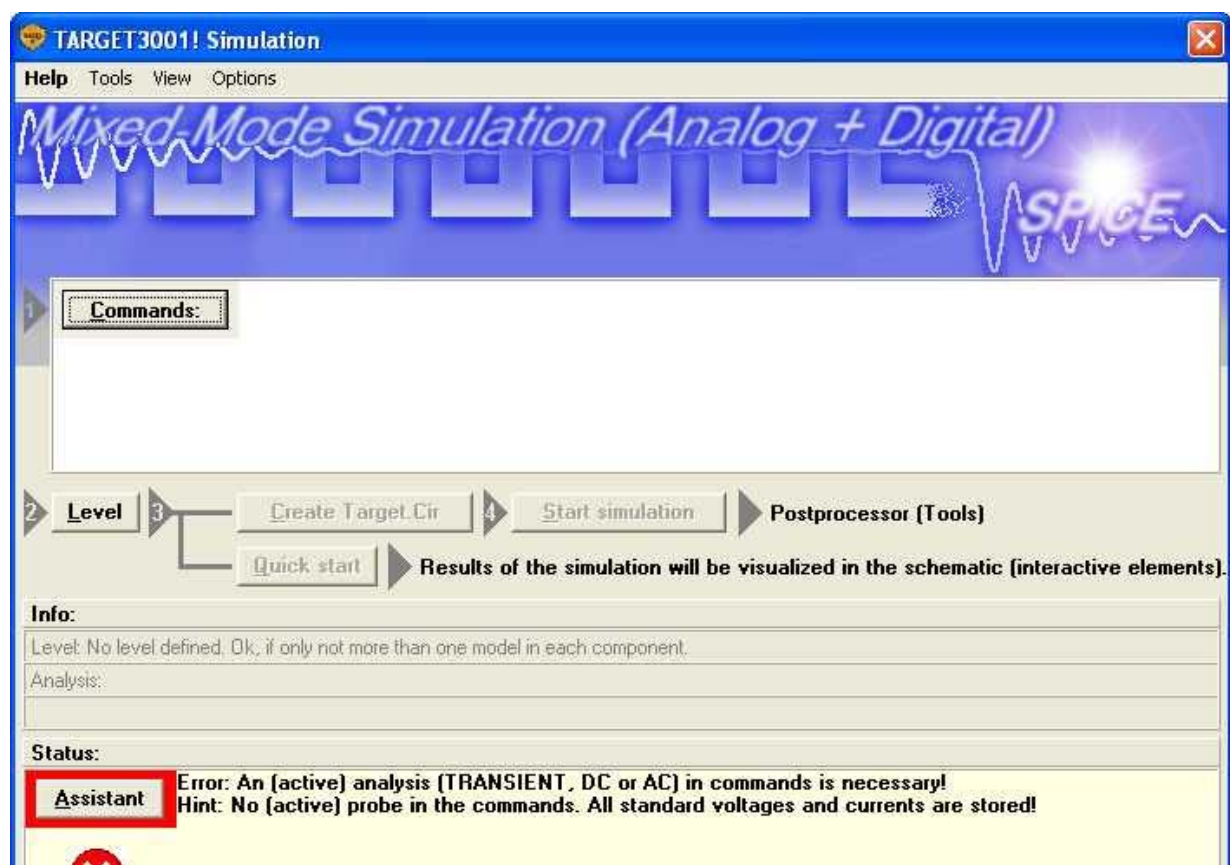 TARGET3001! Simulation
Help Tools View Options
Mixed-Mode Simulation (Analog + Digital)
SPICE
1
Commands:
2 Level 3 Create Target.Cir 4 Start simulation Postprocessor (Tools)
Quick start Results of the simulation will be visualized in the schematic (interactive elements).
Info:
Level: No level defined. Ok, if only not more than one model in each component.
Analysis:
Status:
Assistant
Error: An (active) analysis (TRANSIENT, DC or AC) in commands is necessary!
Hint: No (active) probe in the commands. All standard voltages and currents are stored!